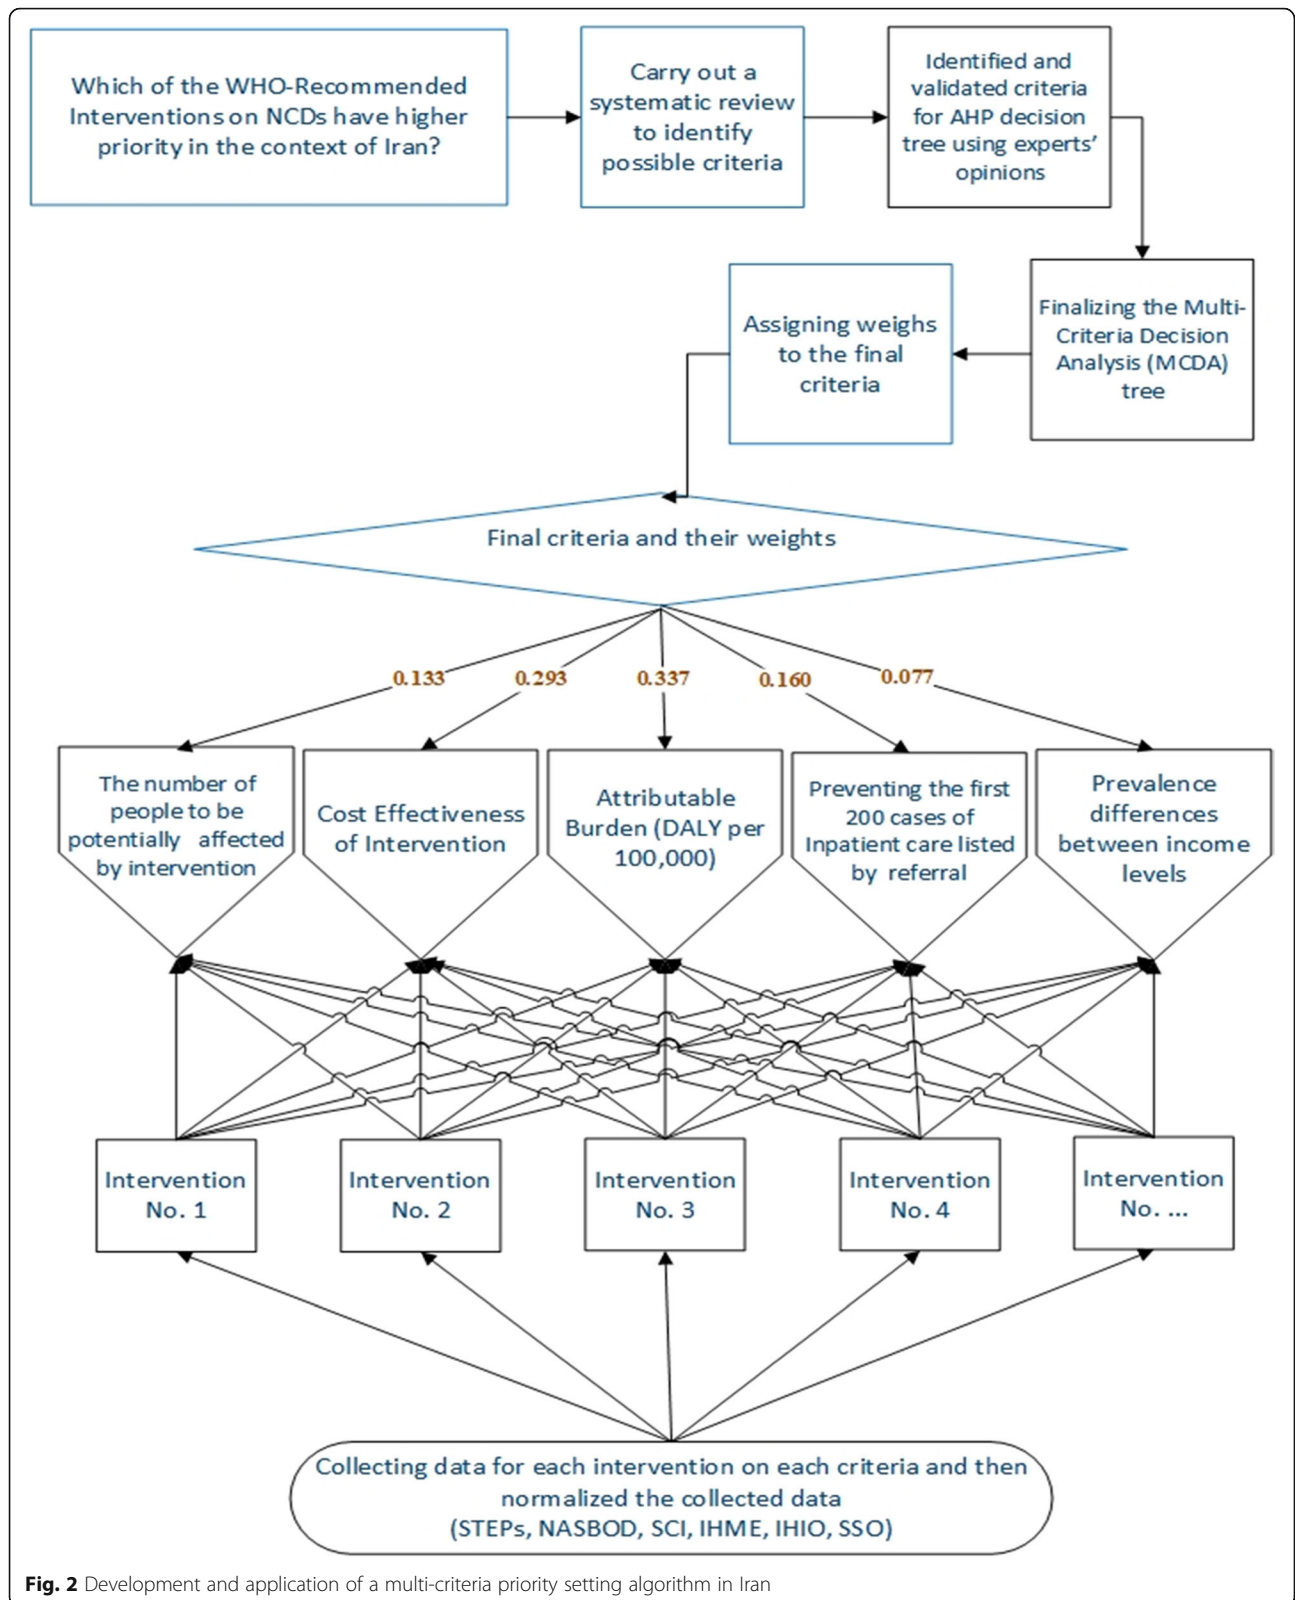 Which of the WHO-Recommended
Interventions on NCDs have higher
priority in the context of Iran?
Carry out a
systematic review
to identify
possible criteria
Identified and
validated criteria
for AHP decision
tree using experts'
opinions
Finalizing the Multi-
Criteria Decision
Analysis (MCDA)
tree
Assigning weighs
to the final
criteria
Final criteria and their weights
0.133
0.293
0.337
0.160
0.077
The number of
people to be
potentially affected
by intervention
Cost Effectiveness
of Intervention
Attributable
Burden (DALY per
100,000)
Preventing the first
200 cases of
Inpatient care listed
by referral
Prevalence
differences
between income
levels
Intervention
No. 1
Intervention
No. 2
Intervention
No. 3
Intervention
No. 4
Intervention
No. ...
Collecting data for each intervention on each criteria and then
normalized the collected data
(STEPs, NASBOD, SCI, IHME, IHIO, SSO)
Fig. 2 Development and application of a multi-criteria priority setting algorithm in Iran